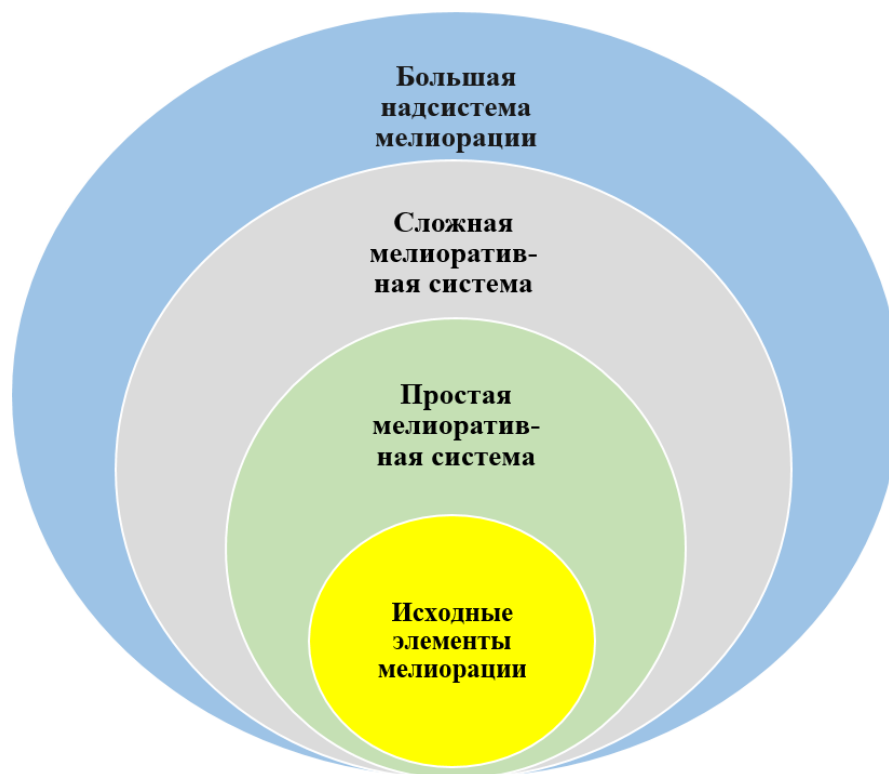 Большая
надсистема
мелиорации
Сложная
мелиоратив-
ная система
Простая
мелиоратив-
ная система
Исходные
элементы
мелиорации